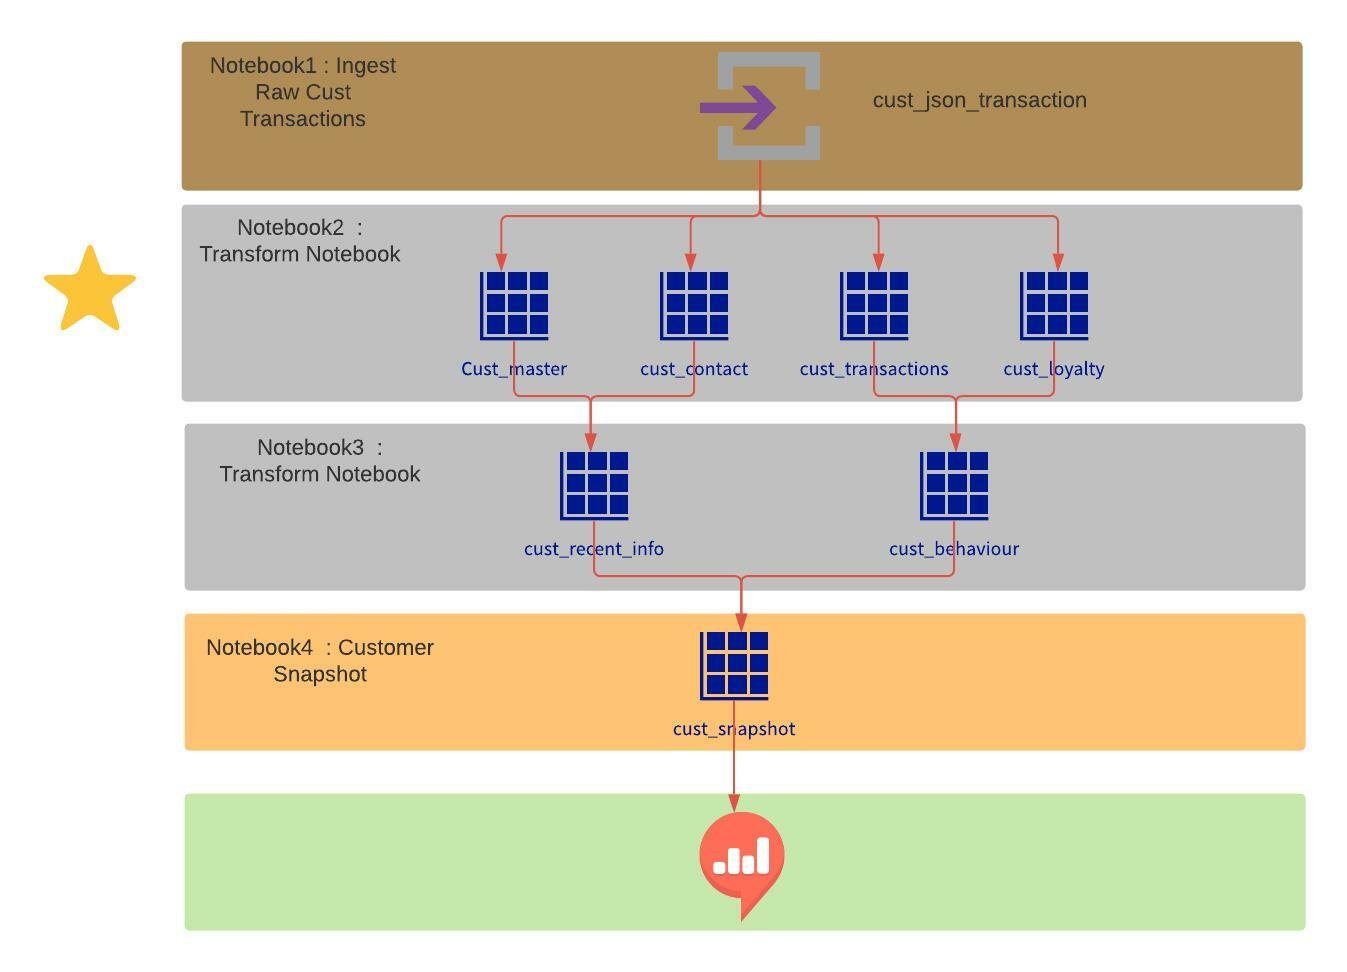 Notebook1 : Ingest
Raw Cust
Transactions
cust_json_transaction
Notebook2  :
Transform Notebook
Cust_master
cust_contact
cust_transactions
cust_loyalty
Notebook3  :
Transform Notebook
cust_recent_info
cust_behaviour
Notebook4  : Customer
Snapshot
cust_snapshot